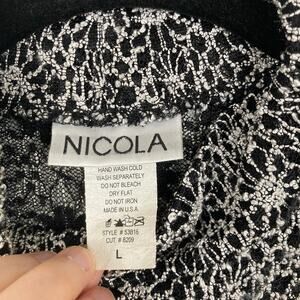 NICOLA
HAND WASH COLD
WASH SEPARATELY
DO NOT BLEACH
DRY FLAT
DO NOT IRON
MADE IN U.S.A.
STYLE # 53816
CUT # 8209
L